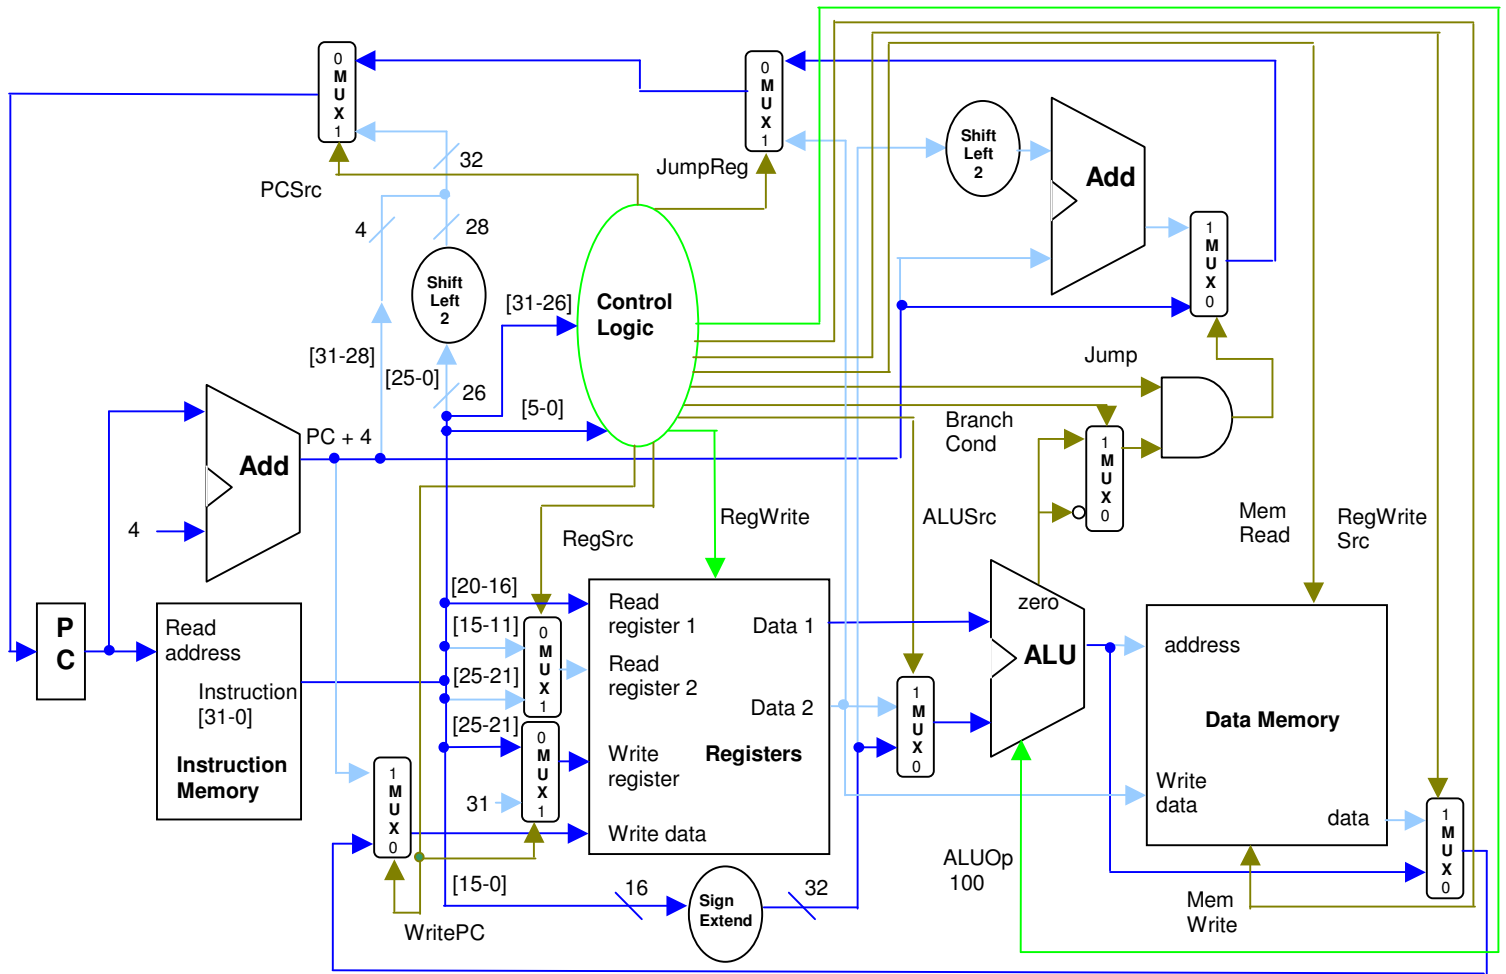 0
M
U
X
1
PCSrc
32
4
28
Shift
Left
2
[31-28]
[25-0]
26
[31-26]
[5-0]
Control
Logic
0
M
U
X
1
JumpReg
Shift
Left
2
Add
1
M
U
X
0
Jump
Branch
Cond
1
M
U
X
0
PC + 4
Add
4
P
C
Read
address
Instruction
[31-0]
Instruction
Memory
RegSrc
RegWrite
ALUSrc
Mem
Read
RegWrite
Src
[20-16]
[15-11]
[25-21]
[25-21]
31
[15-0]
0
M
U
X
1
0
M
U
X
1
1
M
U
X
0
WritePC
Read
register 1
Read
register 2
Write
register
Write data
Data 1
Data 2
Registers
16
Sign
Extend
32
1
M
U
X
0
zero
ALU
ALUOp
100
address
Data Memory
Write
data
data
Mem
Write
1
M
U
X
0